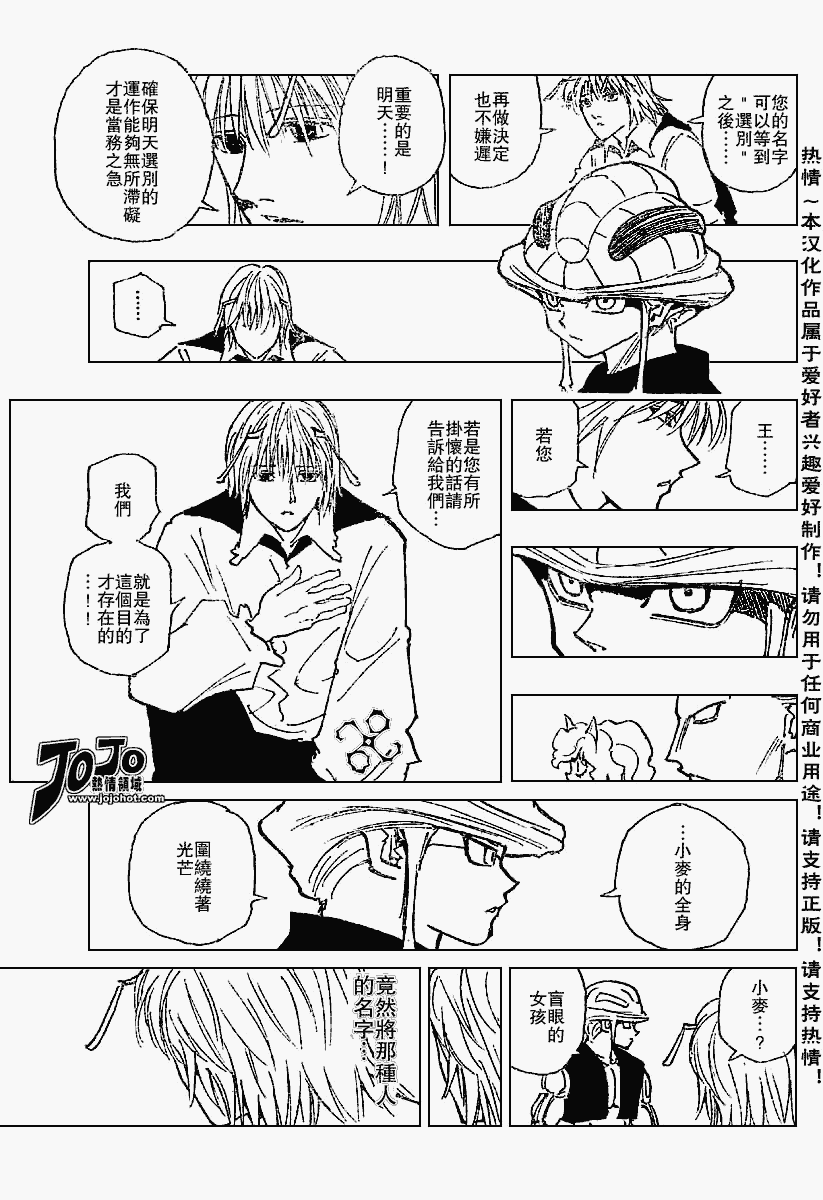 您的名字
可以等到
"選別"
之後……
再做決定
也不嫌遲
重要的是
明天……！
確保明天選別的
運作能夠無所滯礙
才是當務之急
……
王……
若您
若是您有所
掛懷的話請
告訴給我們…
我們
就是為了
這個目的
才存在的
…！！
…小麥的全身
圍繞繞著
光芒
小麥…？
盲眼的
女孩
竟然將那種人
的名字…
JOJO
熱情領域
www.jojohot.com
热情～本汉化作品属于爱好者兴趣爱好制作！请勿用于任何商业用途！请支持正版！请支持热情！